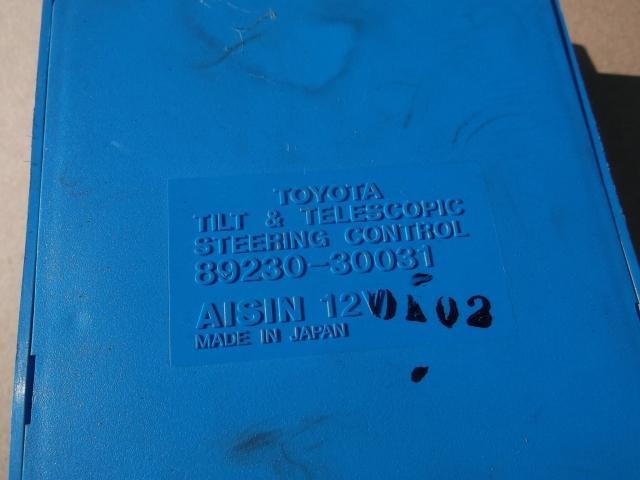 TOYOTA
TILT & TELESCOPIC
STEERING CONTROL
89230-30031
AISIN 12V
MADE IN JAPAN